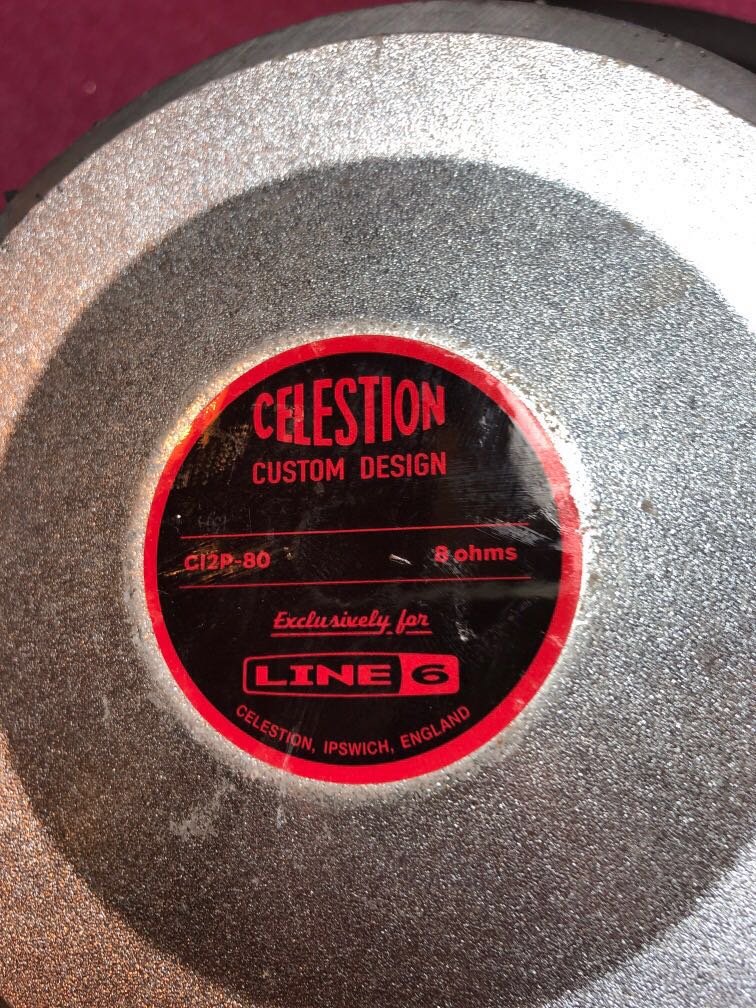 CELESTION
CUSTOM DESIGN
C12P-80 8 ohms
Exclusively for
LINE 6
CELESTION, IPSWICH, ENGLAND